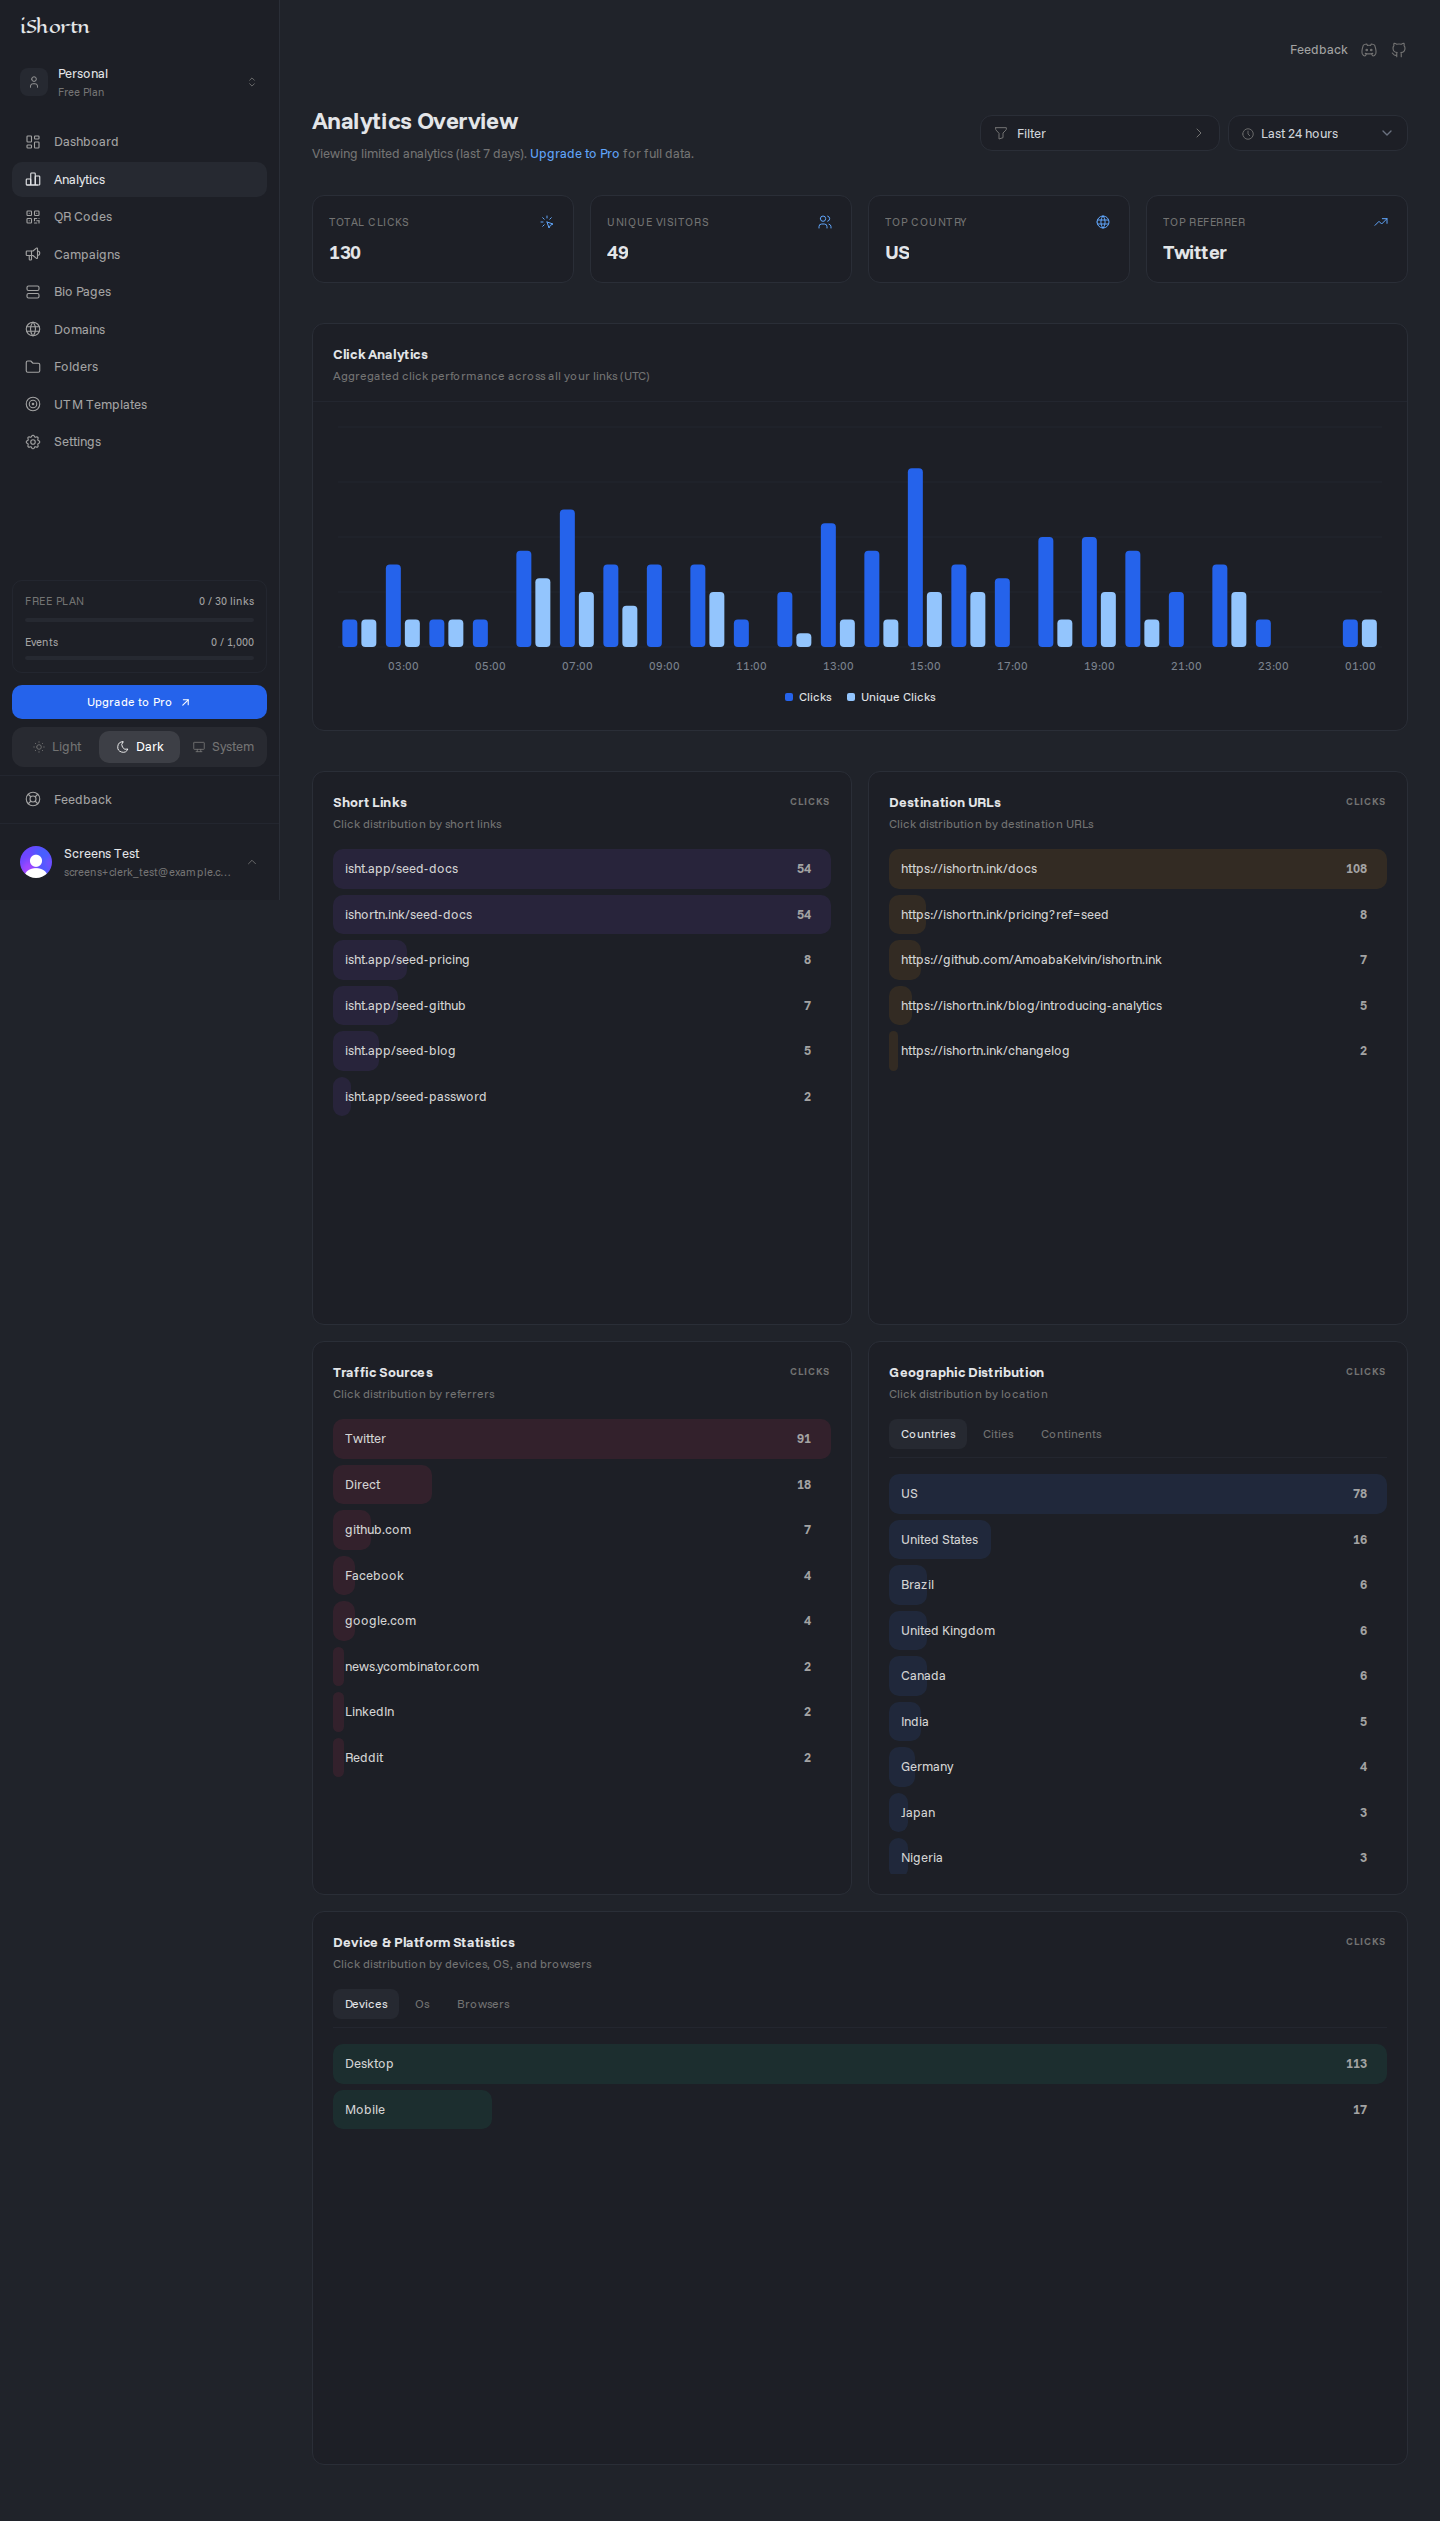 iShortn
Personal
Free Plan
Dashboard
Analytics
QR Codes
Campaigns
Bio Pages
Domains
Folders
UTM Templates
Settings
FREE PLAN 0 / 30 links
Events 0 / 1,000
Upgrade to Pro
Light Dark System
Feedback
Screens Test
screens+clerk_test@example.c...
Feedback
Analytics Overview
Viewing limited analytics (last 7 days). Upgrade to Pro for full data.
Filter
Last 24 hours
TOTAL CLICKS
130
UNIQUE VISITORS
49
TOP COUNTRY
US
TOP REFERRER
Twitter
Click Analytics
Aggregated click performance across all your links (UTC)
03:00 05:00 07:00 09:00 11:00 13:00 15:00 17:00 19:00 21:00 23:00 01:00
Clicks Unique Clicks
Short Links CLICKS
Click distribution by short links
isht.app/seed-docs 54
ishortn.ink/seed-docs 54
isht.app/seed-pricing 8
isht.app/seed-github 7
isht.app/seed-blog 5
isht.app/seed-password 2
Destination URLs CLICKS
Click distribution by destination URLs
https://ishortn.ink/docs 108
https://ishortn.ink/pricing?ref=seed 8
https://github.com/AmoabaKelvin/ishortn.ink 7
https://ishortn.ink/blog/introducing-analytics 5
https://ishortn.ink/changelog 2
Traffic Sources CLICKS
Click distribution by referrers
Twitter 91
Direct 18
github.com 7
Facebook 4
google.com 4
news.ycombinator.com 2
LinkedIn 2
Reddit 2
Geographic Distribution CLICKS
Click distribution by location
Countries Cities Continents
US 78
United States 16
Brazil 6
United Kingdom 6
Canada 6
India 5
Germany 4
Japan 3
Nigeria 3
Device & Platform Statistics CLICKS
Click distribution by devices, OS, and browsers
Devices Os Browsers
Desktop 113
Mobile 17